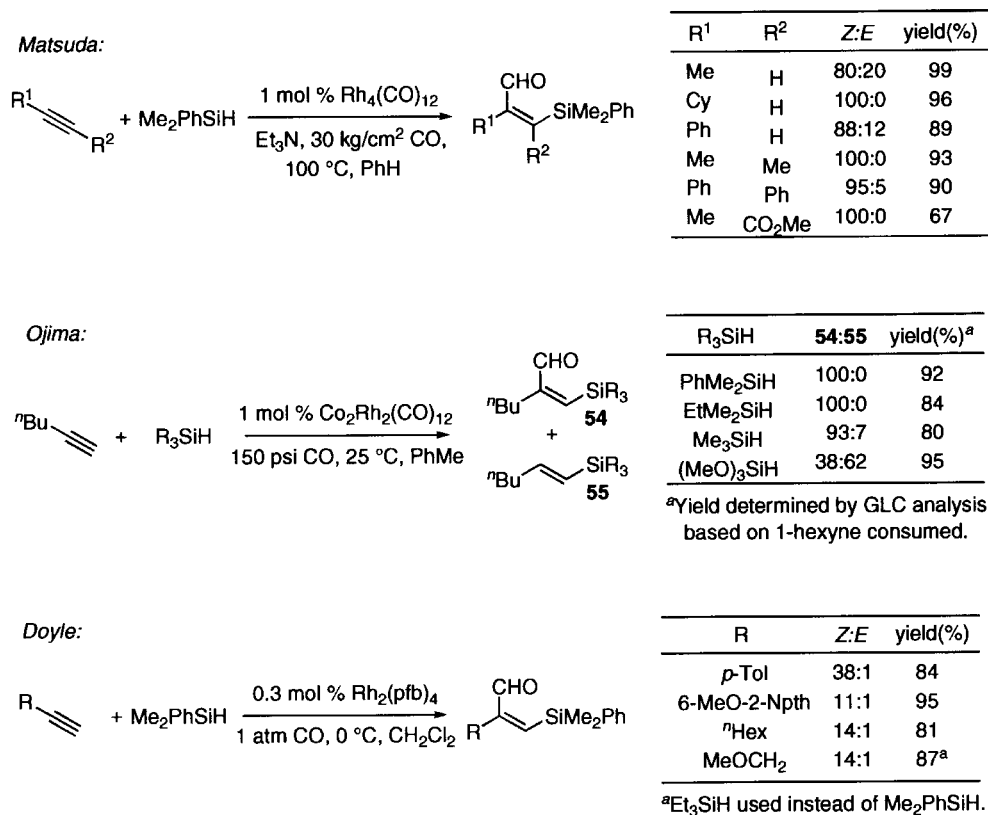 Matsuda:
R¹
R²
+ Me₂PhSiH
1 mol % Rh₄(CO)₁₂
Et₃N, 30 kg/cm² CO,
100 °C, PhH
CHO
R¹
SiMe₂Ph
R²
R¹ R² Z:E yield(%)
Me H 80:20 99
Cy H 100:0 96
Ph H 88:12 89
Me Me 100:0 93
Ph Ph 95:5 90
Me CO₂Me 100:0 67
Ojima:
ⁿBu
+ R₃SiH
1 mol % Co₂Rh₂(CO)₁₂
150 psi CO, 25 °C, PhMe
CHO
ⁿBu
SiR₃
54
+
ⁿBu
SiR₃
55
R₃SiH 54:55 yield(%)ᵃ
PhMe₂SiH 100:0 92
EtMe₂SiH 100:0 84
Me₃SiH 93:7 80
(MeO)₃SiH 38:62 95
ᵃYield determined by GLC analysis
based on 1-hexyne consumed.
Doyle:
R
+ Me₂PhSiH
0.3 mol % Rh₂(pfb)₄
1 atm CO, 0 °C, CH₂Cl₂
CHO
R
SiMe₂Ph
R Z:E yield(%)
p-Tol 38:1 84
6-MeO-2-Npth 11:1 95
ⁿHex 14:1 81
MeOCH₂ 14:1 87ᵃ
ᵃEt₃SiH used instead of Me₂PhSiH.